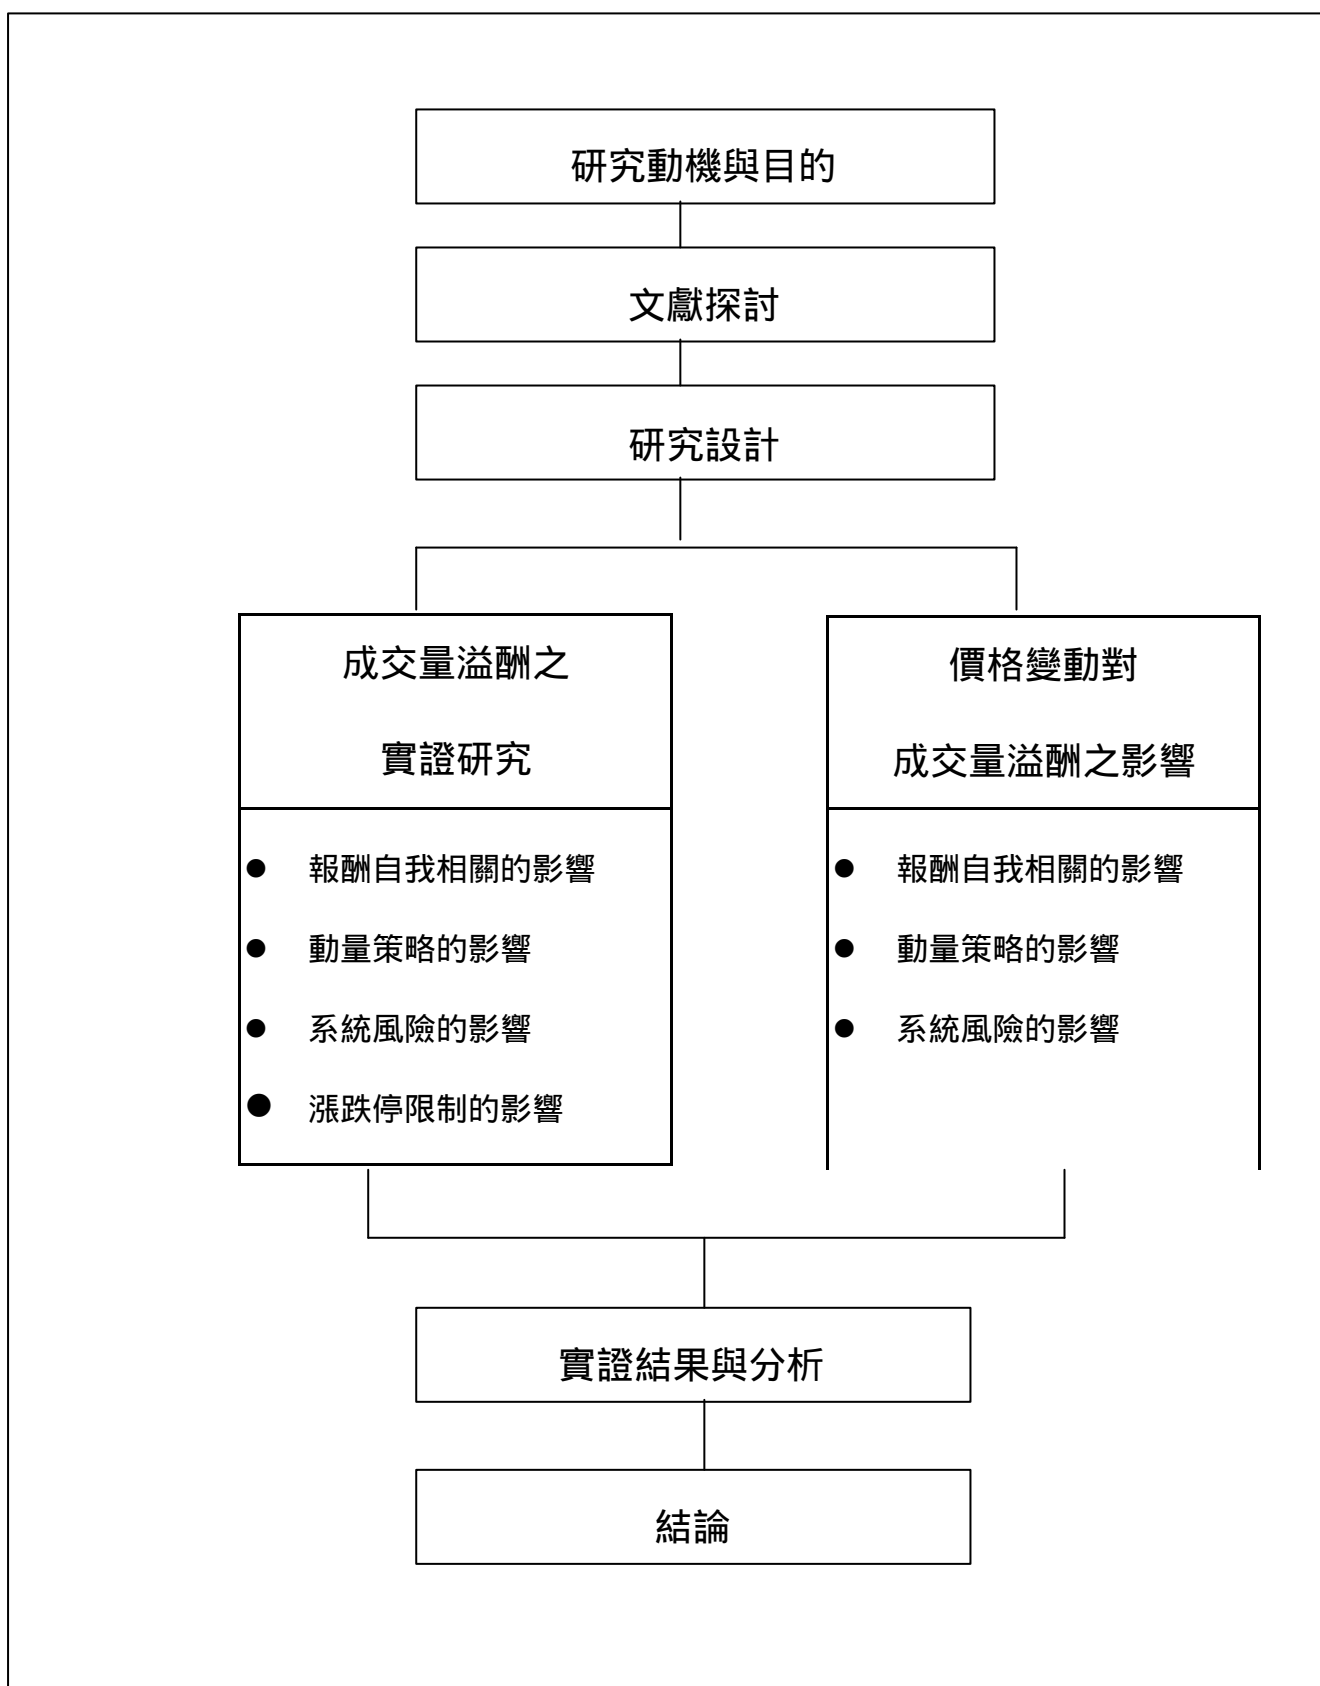 研究動機與目的
文獻探討
研究設計
成交量溢酬之
實證研究
● 報酬自我相關的影響
● 動量策略的影響
● 系統風險的影響
● 漲跌停限制的影響
價格變動對
成交量溢酬之影響
● 報酬自我相關的影響
● 動量策略的影響
● 系統風險的影響
實證結果與分析
結論